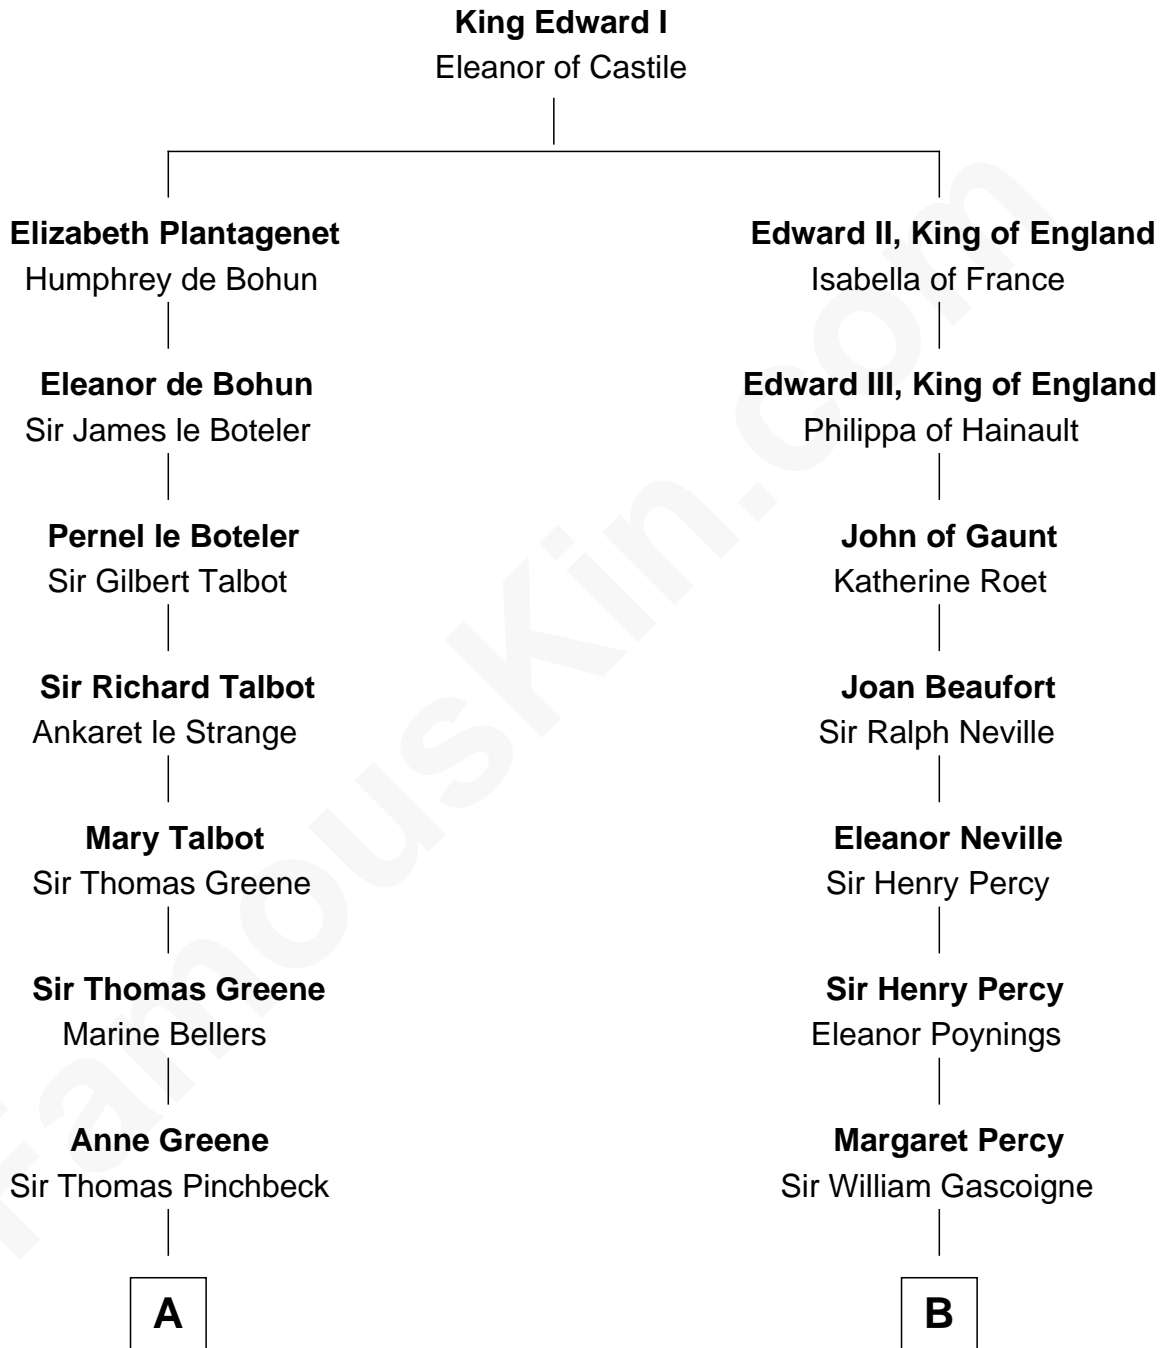 King Edward I
Eleanor of Castile
Elizabeth Plantagenet
Humphrey de Bohun
Edward II, King of England
Isabella of France
Eleanor de Bohun
Sir James le Boteler
Edward III, King of England
Philippa of Hainault
Pernel le Boteler
Sir Gilbert Talbot
John of Gaunt
Katherine Roet
Sir Richard Talbot
Ankaret le Strange
Joan Beaufort
Sir Ralph Neville
Mary Talbot
Sir Thomas Greene
Eleanor Neville
Sir Henry Percy
Sir Thomas Greene
Marine Bellers
Sir Henry Percy
Eleanor Poynings
Anne Greene
Sir Thomas Pinchbeck
Margaret Percy
Sir William Gascoigne
A
B
FamousKin.com